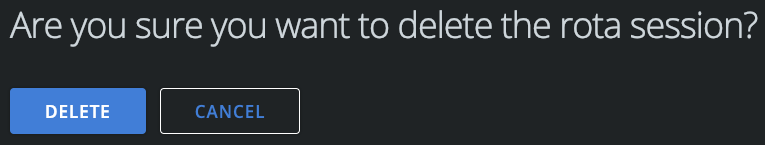 Are you sure you want to delete the rota session?
DELETE
CANCEL